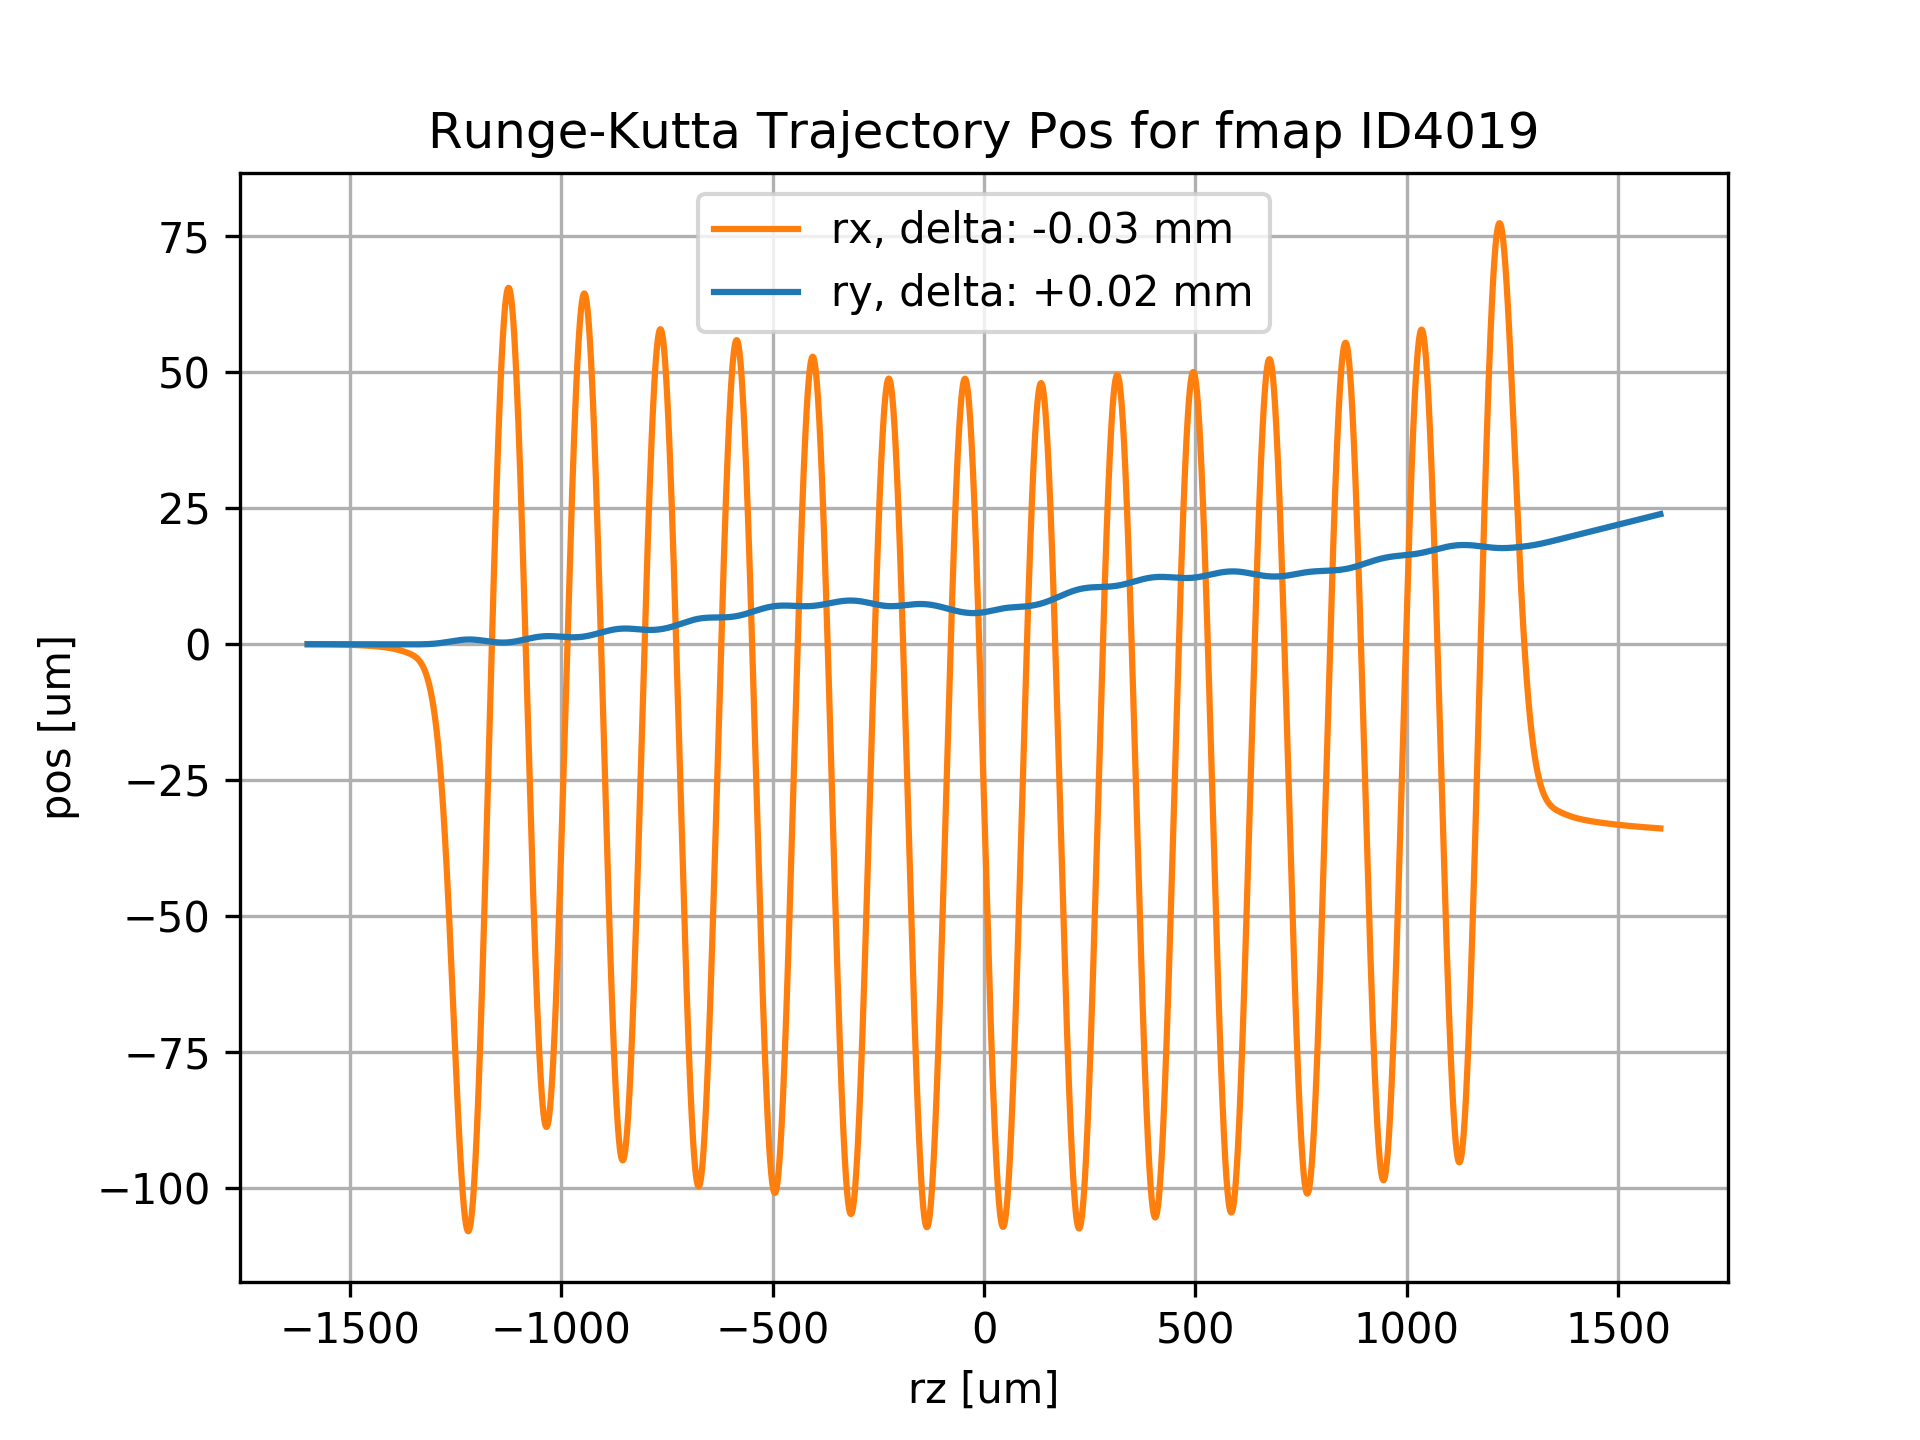 Runge-Kutta Trajectory Pos for fmap ID4019
rx, delta: -0.03 mm
ry, delta: +0.02 mm
75
50
25
0
−25
−50
−75
−100
pos [um]
−1500 −1000 −500 0 500 1000 1500
rz [um]